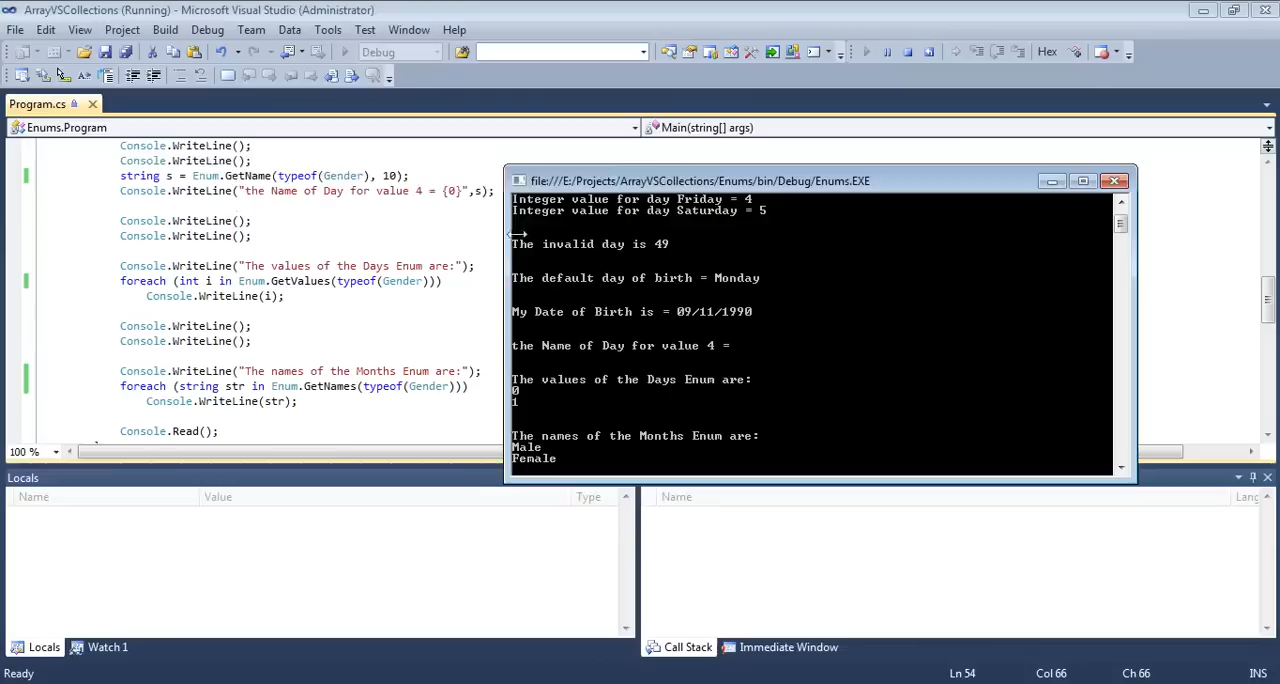 ArrayVSCollections (Running) - Microsoft Visual Studio (Administrator)
File Edit View Project Build Debug Team Data Tools Test Window Help
Debug Hex
Program.cs
Enums.Program Main(string[] args)
Console.WriteLine();
Console.WriteLine();
string s = Enum.GetName(typeof(Gender), 10);
Console.WriteLine("the Name of Day for value 4 = {0}",s);
Console.WriteLine();
Console.WriteLine();
Console.WriteLine("The values of the Days Enum are:");
foreach (int i in Enum.GetValues(typeof(Gender)))
Console.WriteLine(i);
Console.WriteLine();
Console.WriteLine();
Console.WriteLine("The names of the Months Enum are:");
foreach (string str in Enum.GetNames(typeof(Gender)))
Console.WriteLine(str);
Console.Read();
100 %
file:///E:/Projects/ArrayVSCollections/Enums/bin/Debug/Enums.EXE
Integer value for day Friday = 4
Integer value for day Saturday = 5
The invalid day is 49
The default day of birth = Monday
My Date of Birth is = 09/11/1990
the Name of Day for value 4 =
The values of the Days Enum are:
0
1
The names of the Months Enum are:
Male
Female
Locals
Name Value Type
Name Lang
Locals Watch 1
Call Stack Immediate Window
Ready Ln 54 Col 66 Ch 66 INS